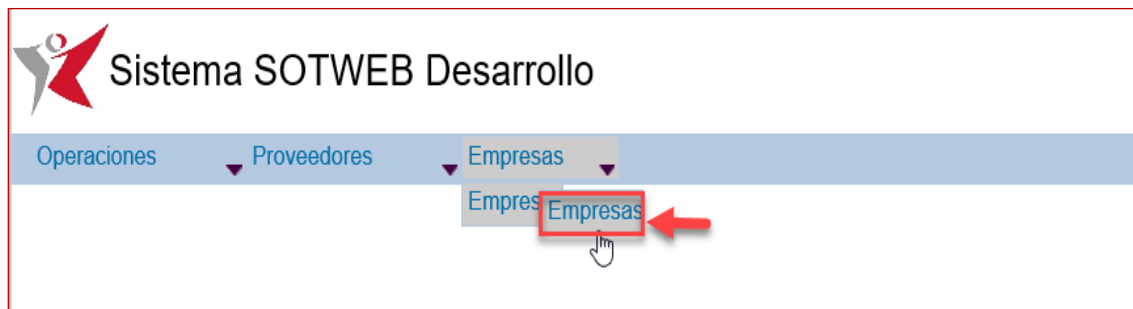 Sistema SOTWEB Desarrollo
Operaciones Proveedores Empresas
Empres Empresas